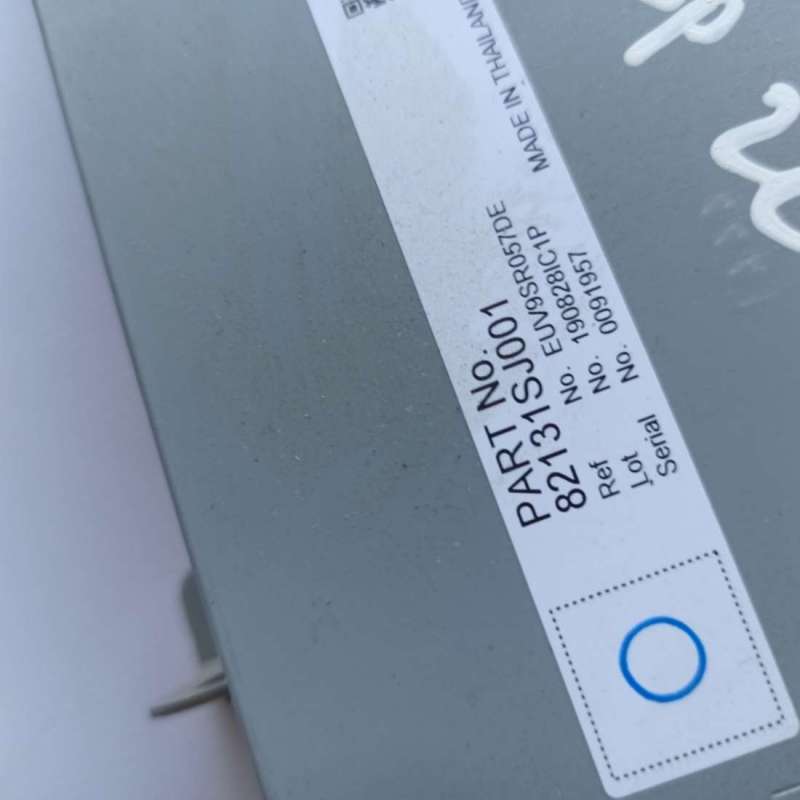 PART No.
82131SJ001
Ref No. EUV9SR057DE
Lot No. 190828IC1P
Serial No. 0091957
MADE IN THAILAND